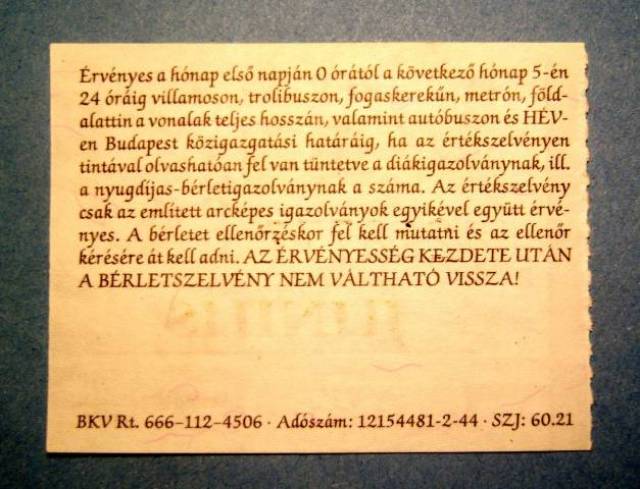 Érvényes a hónap első napján 0 órától a következő hónap 5-én
24 óráig villamoson, trolibuszon, fogaskerekűn, metrón, föld-
alattin a vonalak teljes hosszán, valamint autóbuszon és HÉV-
en Budapest közigazgatási határáig, ha az értékszelvényen
tintával olvashatóan fel van tüntetve a diákigazolványnak, ill.
a nyugdíjas-bérletigazolványnak a száma. Az értékszelvény
csak az említett arcképes igazolványok egyikével együtt érvé-
nyes. A bérletet ellenőrzéskor fel kell mutatni és az ellenőr
kérésére át kell adni. AZ ÉRVÉNYESSÉG KEZDETE UTÁN
A BÉRLETSZELVÉNY NEM VÁLTHATÓ VISSZA!
BKV Rt. 666-112-4506 · Adószám: 12154481-2-44 · SZJ: 60.21